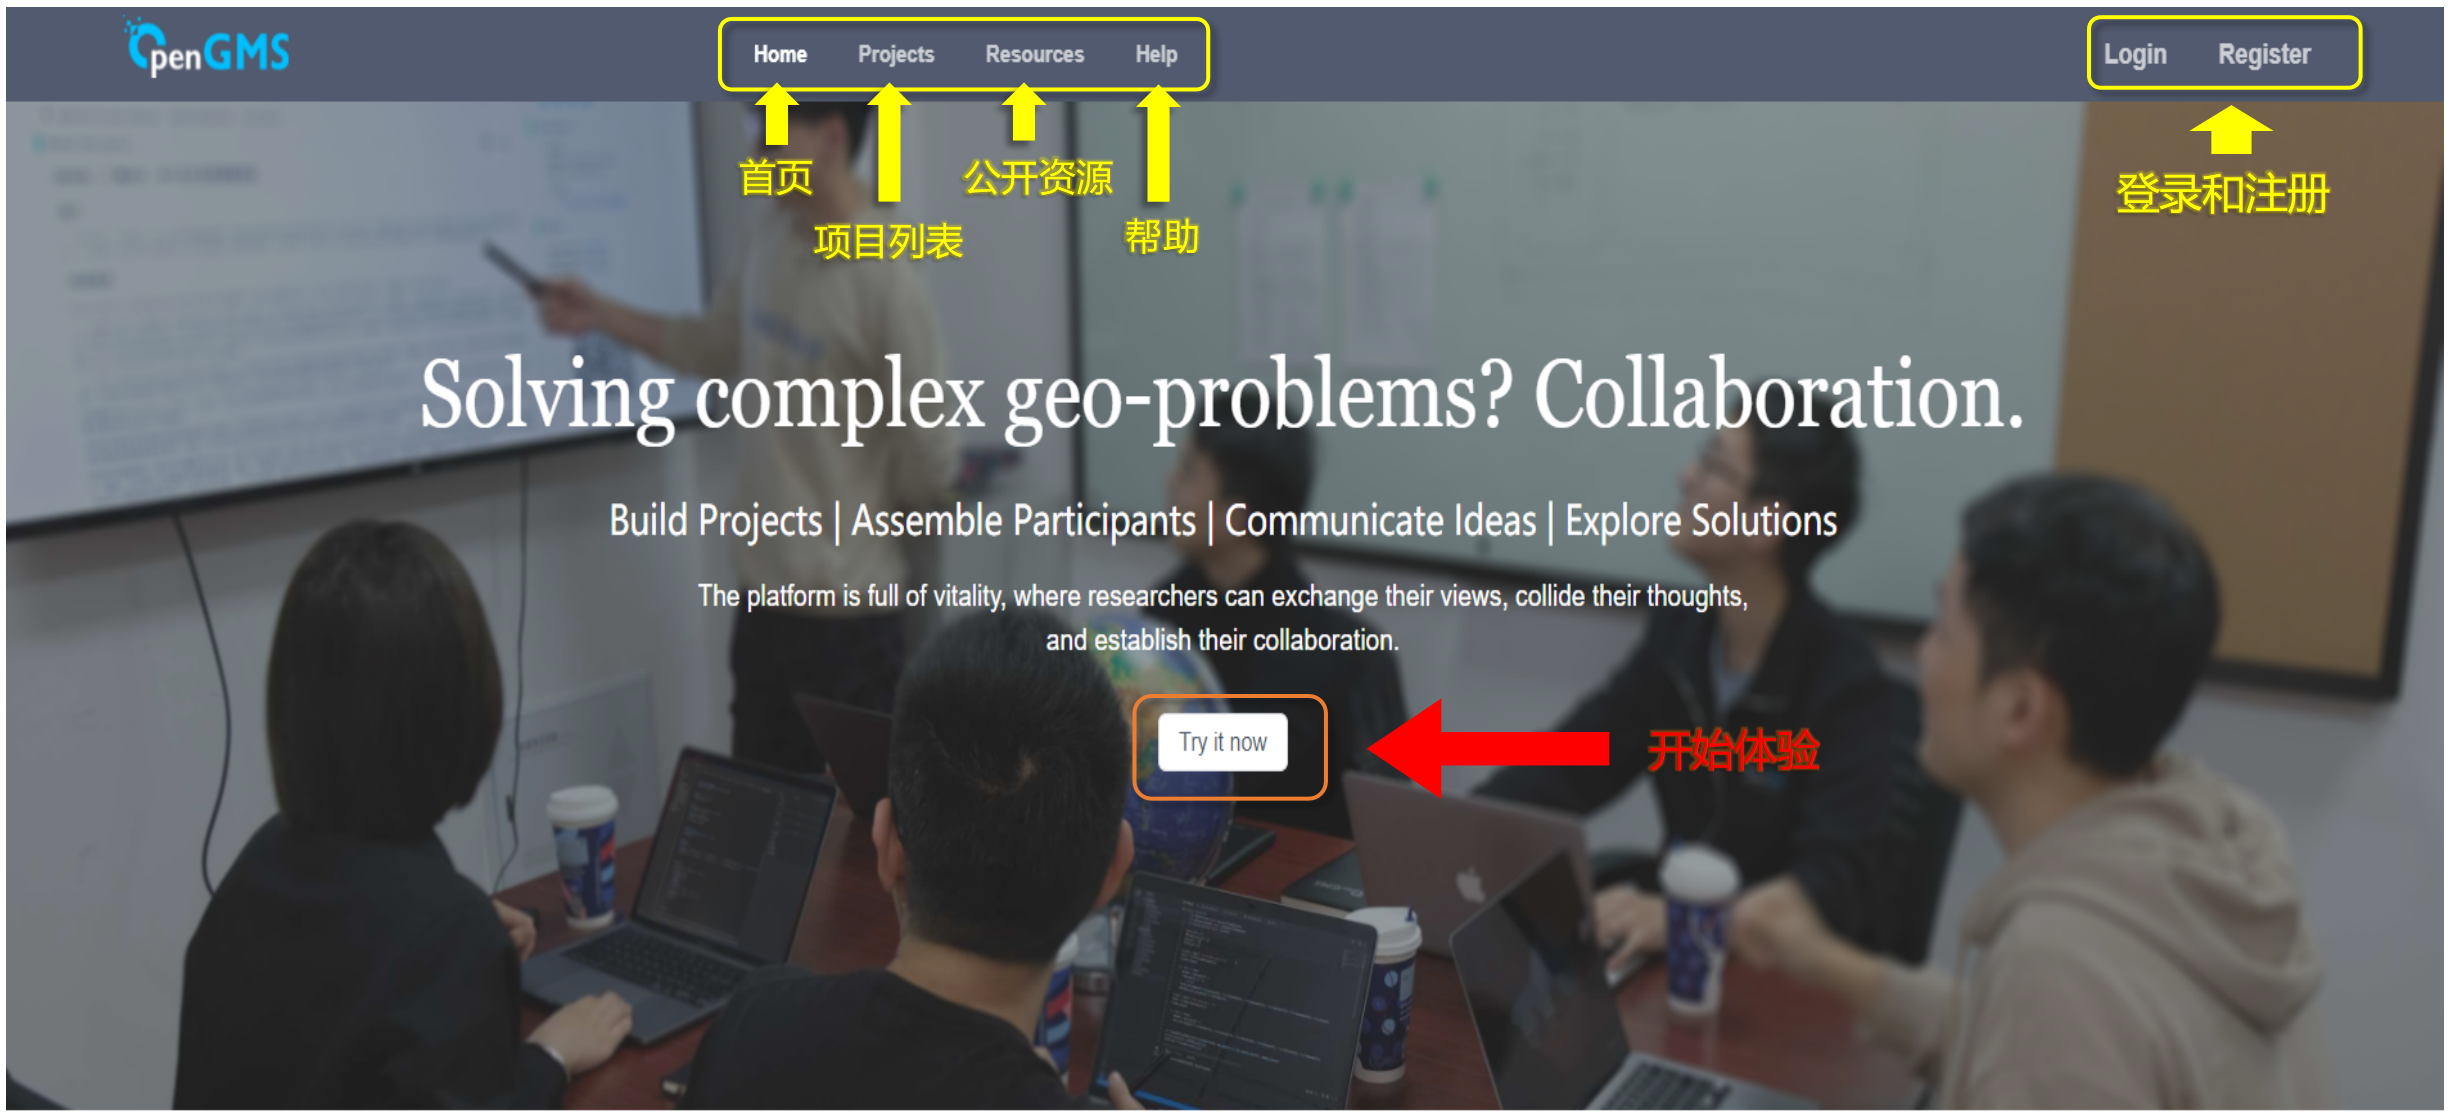 OpenGMS
Home Projects Resources Help
Login Register
首页
公开资源
登录和注册
项目列表
帮助
Solving complex geo-problems? Collaboration.
Build Projects | Assemble Participants | Communicate Ideas | Explore Solutions
The platform is full of vitality, where researchers can exchange their views, collide their thoughts,
and establish their collaboration.
Try it now
开始体验